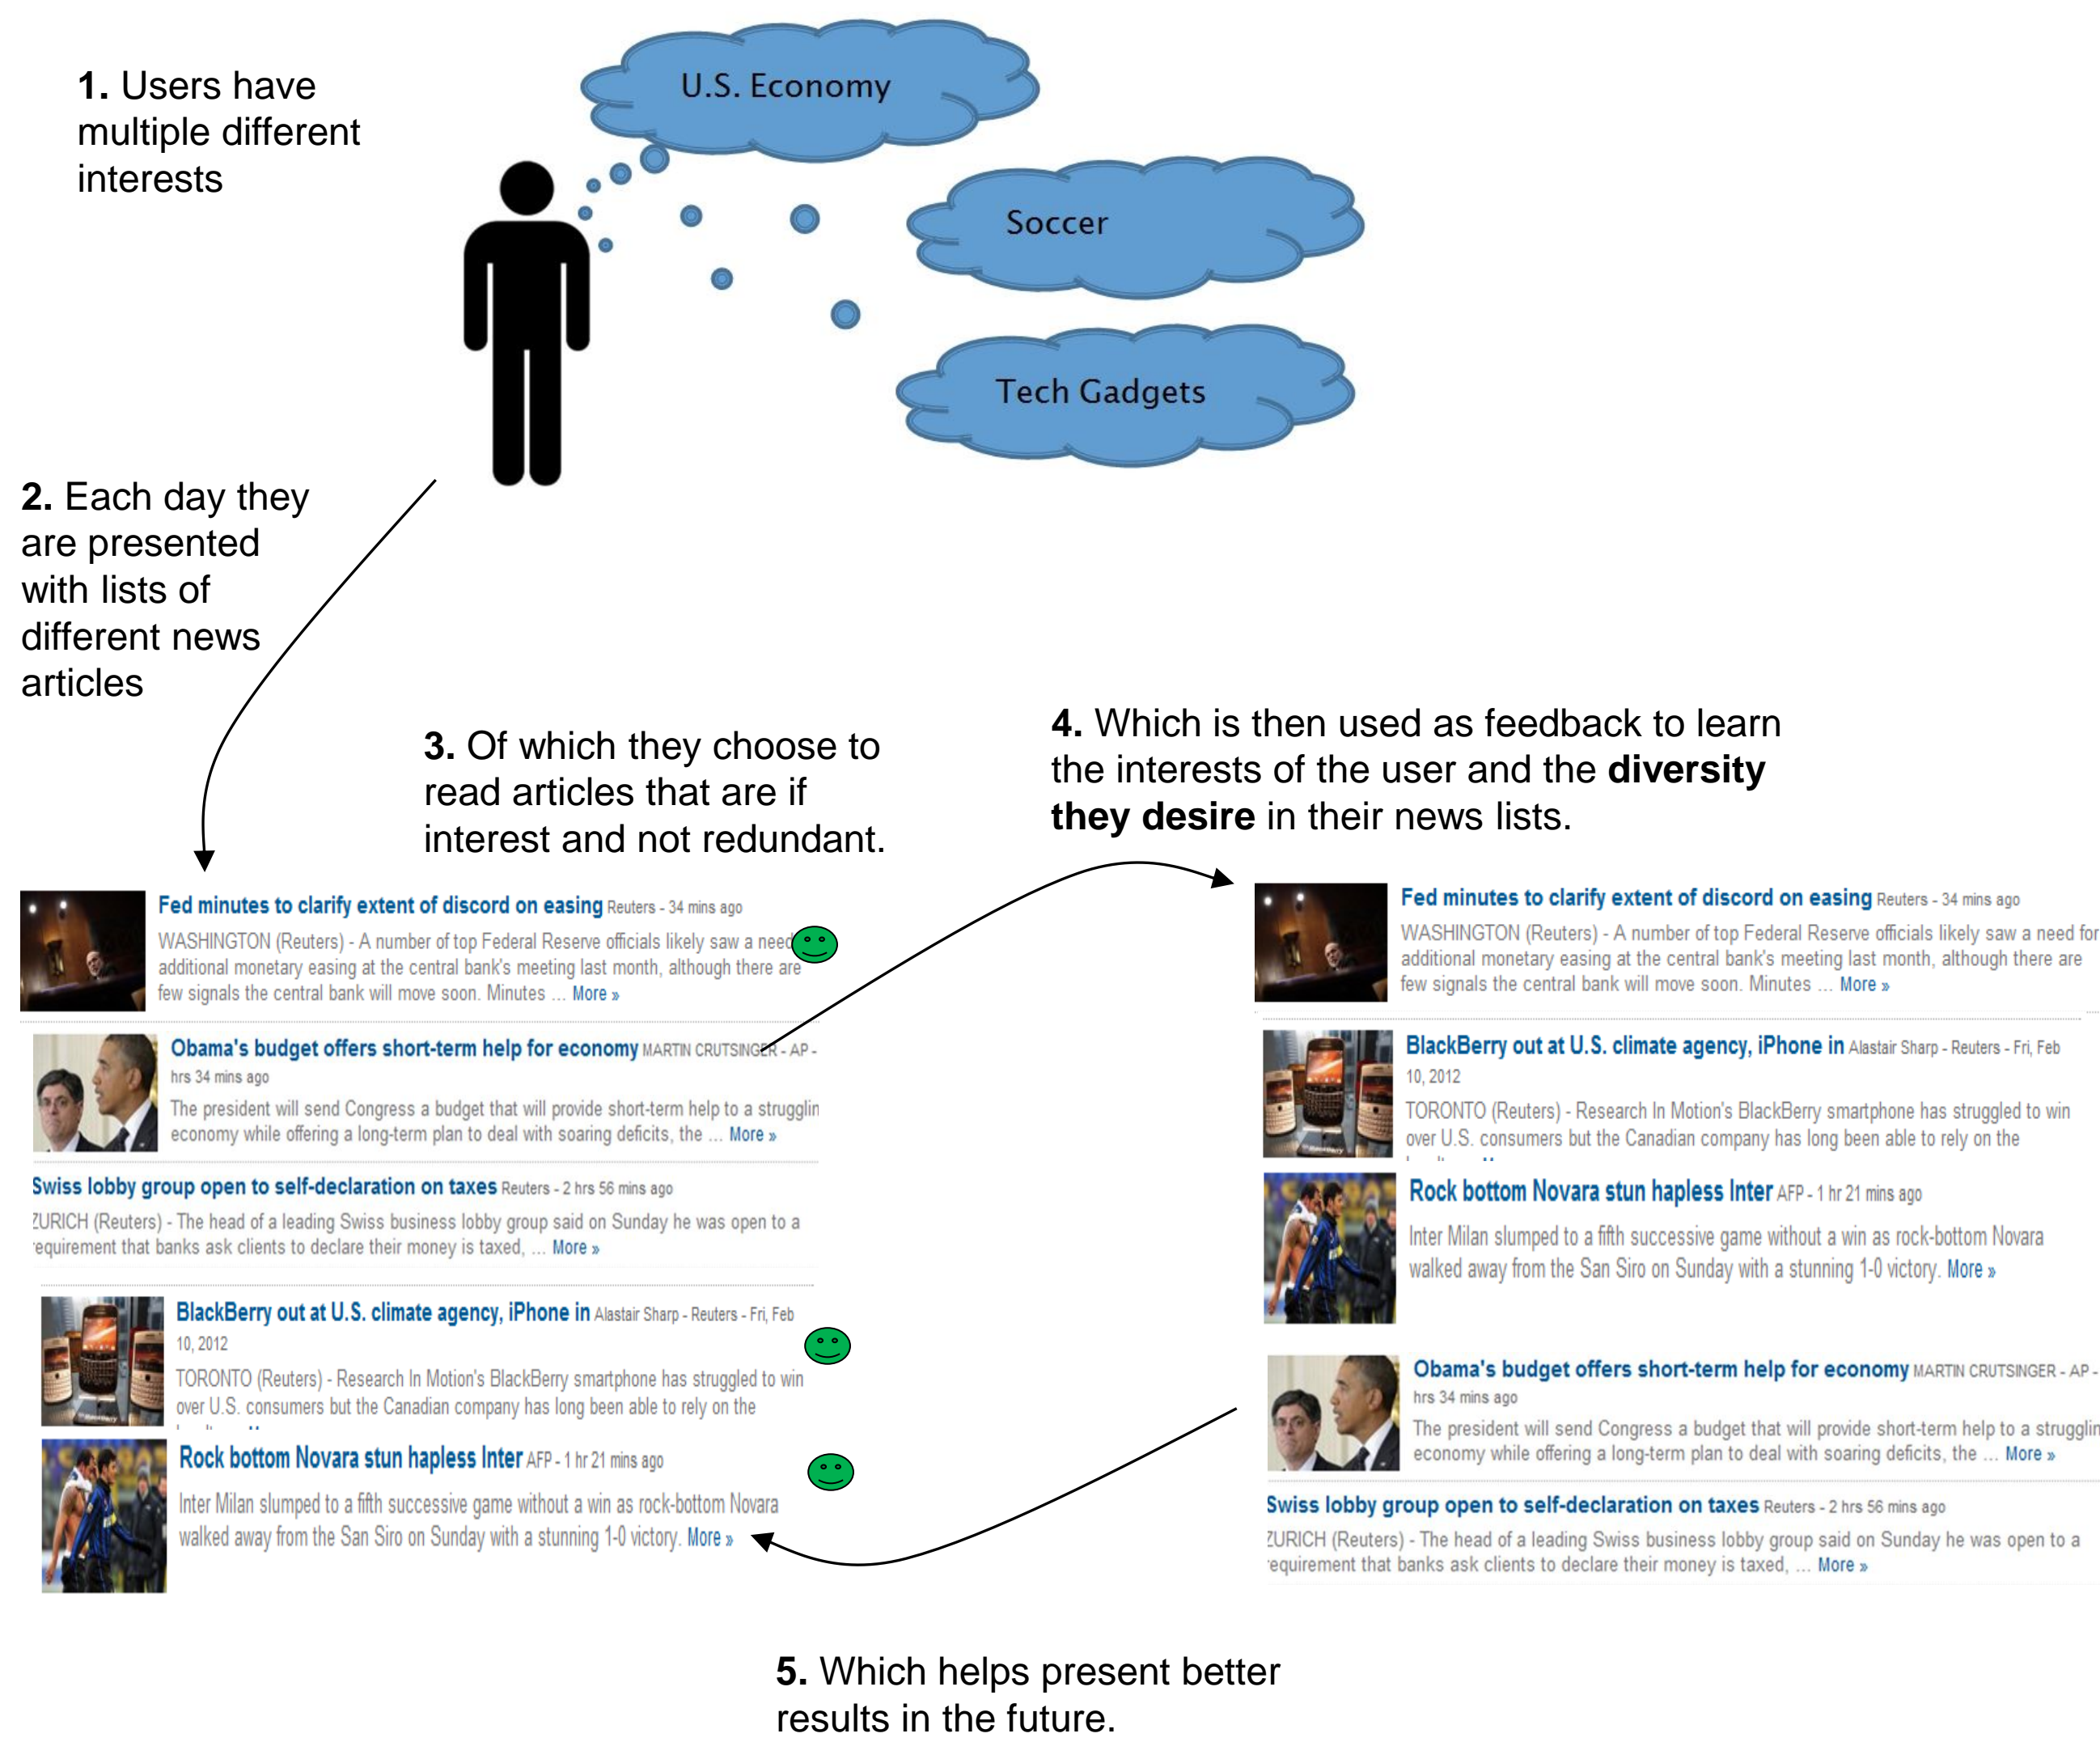 1. Users have
multiple different
interests
U.S. Economy
Soccer
Tech Gadgets
2. Each day they
are presented
with lists of
different news
articles
3. Of which they choose to
read articles that are if
interest and not redundant.
4. Which is then used as feedback to learn
the interests of the user and the diversity
they desire in their news lists.
Fed minutes to clarify extent of discord on easing Reuters - 34 mins ago
WASHINGTON (Reuters) - A number of top Federal Reserve officials likely saw a need
additional monetary easing at the central bank's meeting last month, although there are
few signals the central bank will move soon. Minutes ... More »
Obama's budget offers short-term help for economy MARTIN CRUTSINGER - AP -
hrs 34 mins ago
The president will send Congress a budget that will provide short-term help to a strugglin
economy while offering a long-term plan to deal with soaring deficits, the ... More »
Swiss lobby group open to self-declaration on taxes Reuters - 2 hrs 56 mins ago
ZURICH (Reuters) - The head of a leading Swiss business lobby group said on Sunday he was open to a
requirement that banks ask clients to declare their money is taxed, ... More »
BlackBerry out at U.S. climate agency, iPhone in Alastair Sharp - Reuters - Fri, Feb
10, 2012
TORONTO (Reuters) - Research In Motion's BlackBerry smartphone has struggled to win
over U.S. consumers but the Canadian company has long been able to rely on the
Rock bottom Novara stun hapless Inter AFP - 1 hr 21 mins ago
Inter Milan slumped to a fifth successive game without a win as rock-bottom Novara
walked away from the San Siro on Sunday with a stunning 1-0 victory. More »
Fed minutes to clarify extent of discord on easing Reuters - 34 mins ago
WASHINGTON (Reuters) - A number of top Federal Reserve officials likely saw a need for
additional monetary easing at the central bank's meeting last month, although there are
few signals the central bank will move soon. Minutes ... More »
BlackBerry out at U.S. climate agency, iPhone in Alastair Sharp - Reuters - Fri, Feb
10, 2012
TORONTO (Reuters) - Research In Motion's BlackBerry smartphone has struggled to win
over U.S. consumers but the Canadian company has long been able to rely on the
Rock bottom Novara stun hapless Inter AFP - 1 hr 21 mins ago
Inter Milan slumped to a fifth successive game without a win as rock-bottom Novara
walked away from the San Siro on Sunday with a stunning 1-0 victory. More »
Obama's budget offers short-term help for economy MARTIN CRUTSINGER - AP -
hrs 34 mins ago
The president will send Congress a budget that will provide short-term help to a strugglin
economy while offering a long-term plan to deal with soaring deficits, the ... More »
Swiss lobby group open to self-declaration on taxes Reuters - 2 hrs 56 mins ago
ZURICH (Reuters) - The head of a leading Swiss business lobby group said on Sunday he was open to a
requirement that banks ask clients to declare their money is taxed, ... More »
5. Which helps present better
results in the future.